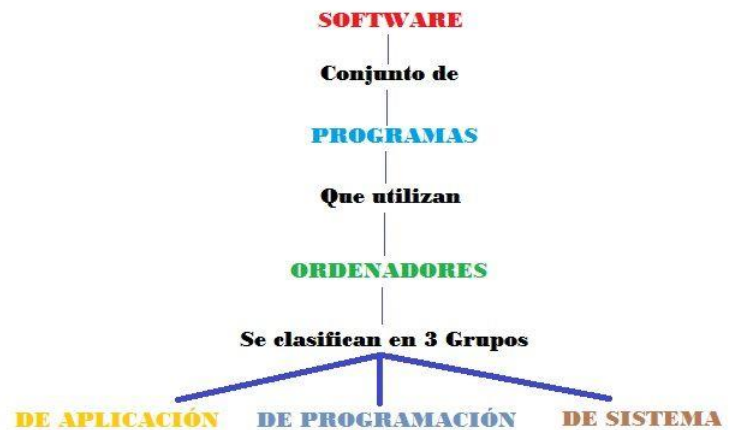 SOFTWARE
Conjunto de
PROGRAMAS
Que utilizan
ORDENADORES
Se clasifican en 3 Grupos
DE APLICACIÓN DE PROGRAMACIÓN DE SISTEMA